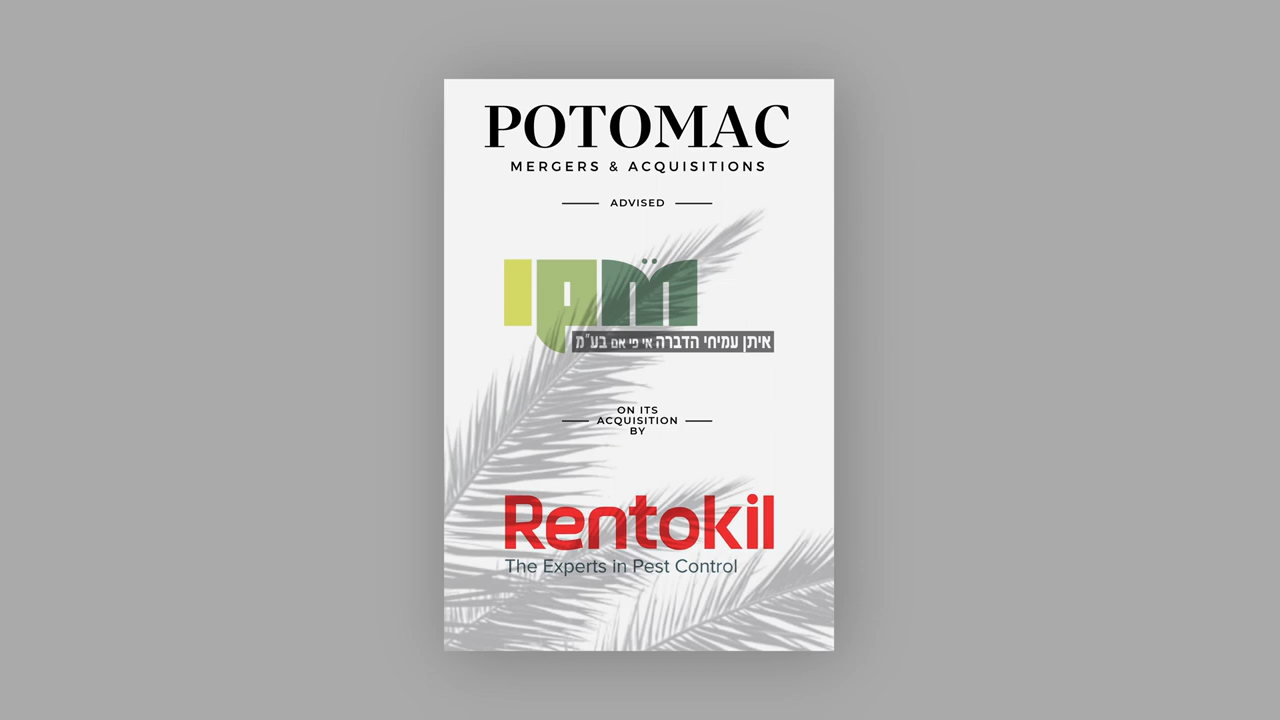 POTOMAC
MERGERS & ACQUISITIONS
ADVISED
ipm
איתן עמיחי הדברה אי פי אם בע"מ
ON ITS
ACQUISITION
BY
Rentokil
The Experts in Pest Control